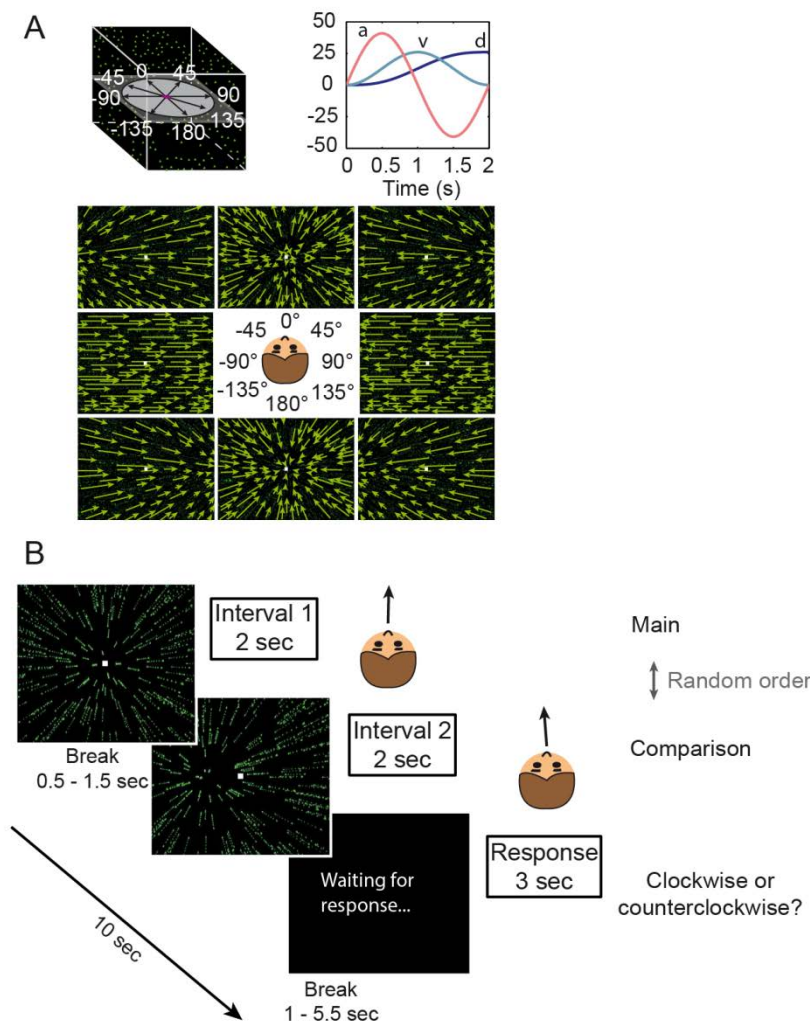 A
0
45
-45
-90
90
-135
135
180
a
v
d
50
25
0
-25
-50
0
0.5
1
1.5
2
Time (s)
0°
-45
45°
-90°
90°
-135°
135°
180°
B
Interval 1
2 sec
Main
Random order
Break
0.5 - 1.5 sec
Interval 2
2 sec
Comparison
Waiting for
response...
Response
3 sec
Clockwise or
counterclockwise?
10 sec
Break
1 - 5.5 sec